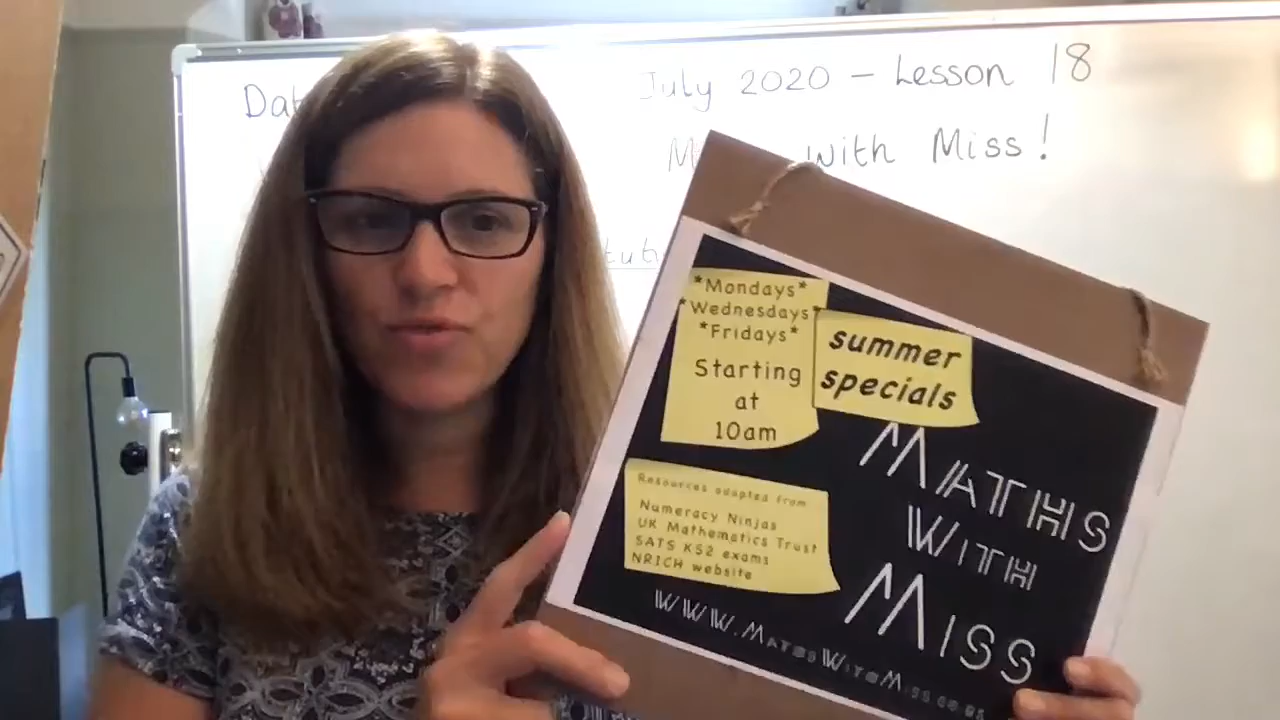 July 2020 - Lesson 18
with Miss!
*Mondays*
*Wednesdays*
*Fridays*
Starting
at
10am
summer
specials
Resources adapted from
Numeracy Ninjas
UK Mathematics Trust
SATS KS2 exams
NRICH website
MATHS
WITH
MISS